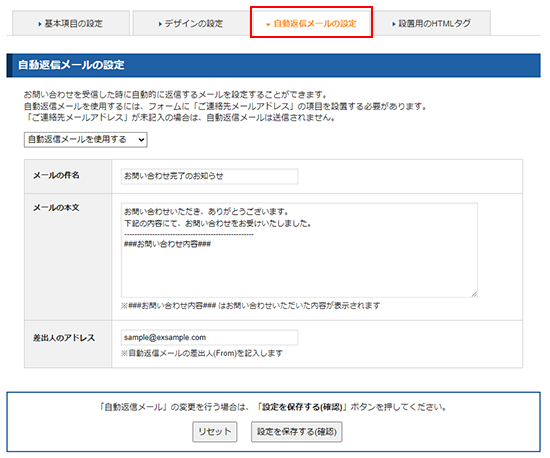 基本項目の設定
デザインの設定
自動返信メールの設定
設置用のHTMLタグ
自動返信メールの設定
お問い合わせを受信した時に自動的に返信するメールを設定することができます。
自動返信メールを使用するには、フォームに「ご連絡先メールアドレス」の項目を設置する必要があります。
「ご連絡先メールアドレス」が未記入の場合は、自動返信メールは送信されません。
自動返信メールを使用する
メールの件名
お問い合わせ完了のお知らせ
メールの本文
お問い合わせいただき、ありがとうございます。
下記の内容にて、お問い合わせをお受けいたしました。
--------------------------------------------------
###お問い合わせ内容###
※###お問い合わせ内容### はお問い合わせいただいた内容が表示されます
差出人のアドレス
sample@exsample.com
※自動返信メールの差出人(From)を記入します
「自動返信メール」の変更を行う場合は、「設定を保存する(確認)」ボタンを押してください。
リセット
設定を保存する(確認)